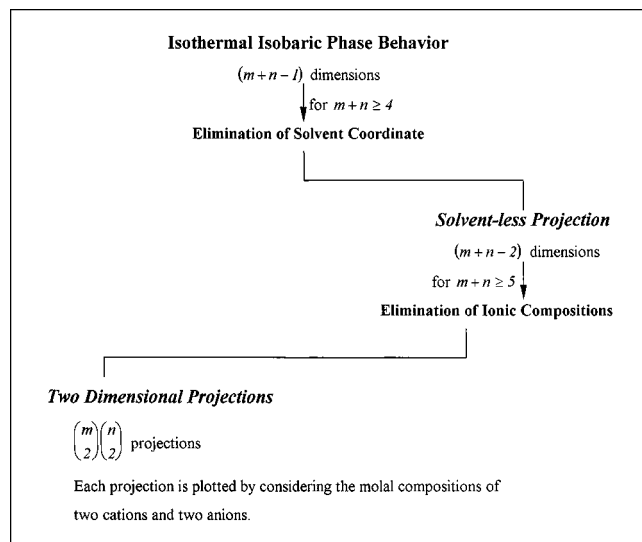 Isothermal Isobaric Phase Behavior
(m+n−1) dimensions
for m+n ≥ 4
Elimination of Solvent Coordinate
Solvent-less Projection
(m+n−2) dimensions
for m+n ≥ 5
Elimination of Ionic Compositions
Two Dimensional Projections
(m 2)(n 2) projections
Each projection is plotted by considering the molal compositions of
two cations and two anions.